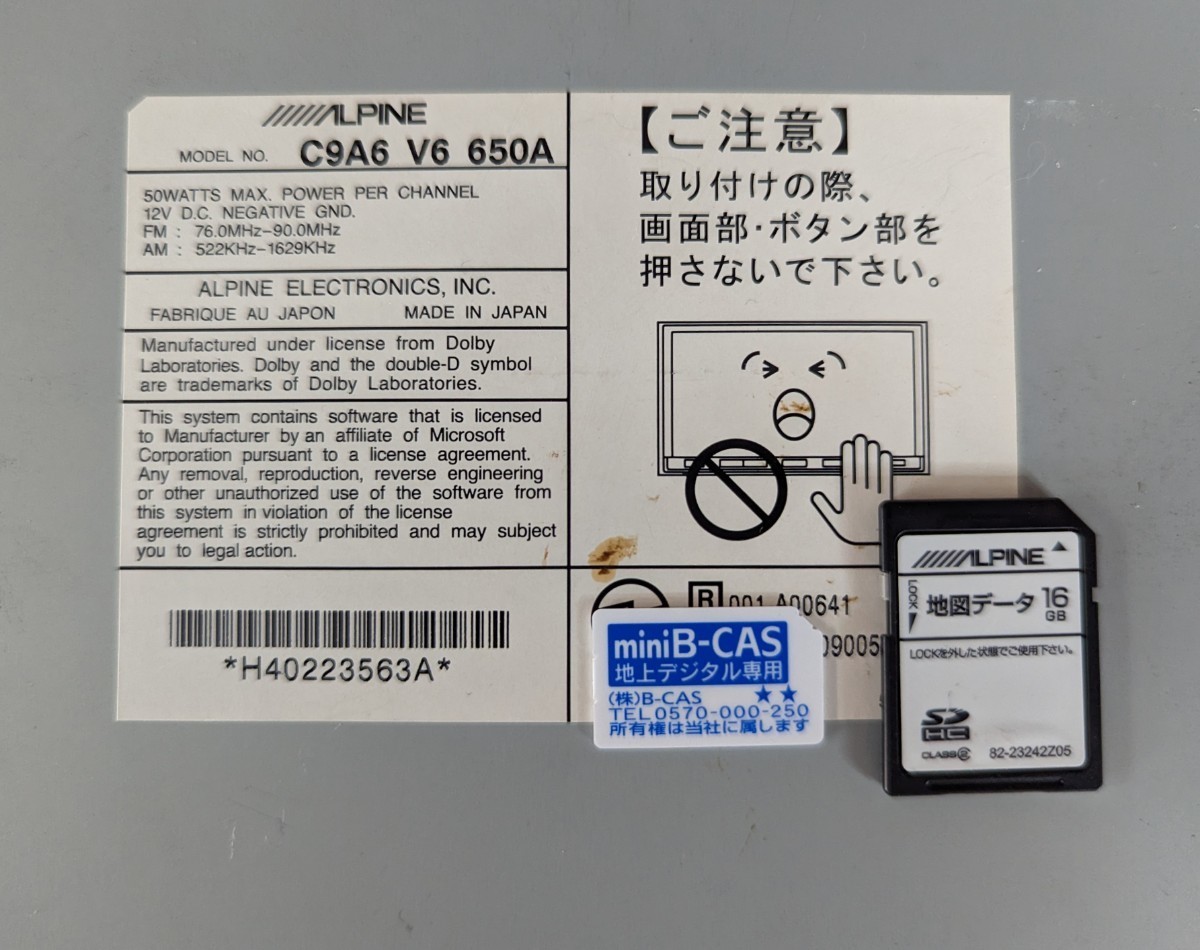 ALPINE
MODEL NO. C9A6 V6 650A
50WATTS MAX. POWER PER CHANNEL
12V D.C. NEGATIVE GND.
FM : 76.0MHz–90.0MHz
AM : 522KHz–1629KHz
ALPINE ELECTRONICS, INC.
FABRIQUE AU JAPON MADE IN JAPAN
Manufactured under license from Dolby
Laboratories. Dolby and the double-D symbol
are trademarks of Dolby Laboratories.
This system contains software that is licensed
to Manufacturer by an affiliate of Microsoft
Corporation pursuant to a license agreement.
Any removal, reproduction, reverse engineering
or other unauthorized use of the software from
this system in violation of the license
agreement is strictly prohibited and may subject
you to legal action.
*H40223563A*
【ご注意】
取り付けの際、
画面部・ボタン部を
押さないで下さい。
R 001-A00641
09005
miniB-CAS
地上デジタル専用
(株)B-CAS ★★
TEL0570-000-250
所有権は当社に属します
ALPINE
LOCK
地図データ 16
GB
LOCKを外した状態でご使用下さい。
SD
HC
CLASS2 82-23242Z05